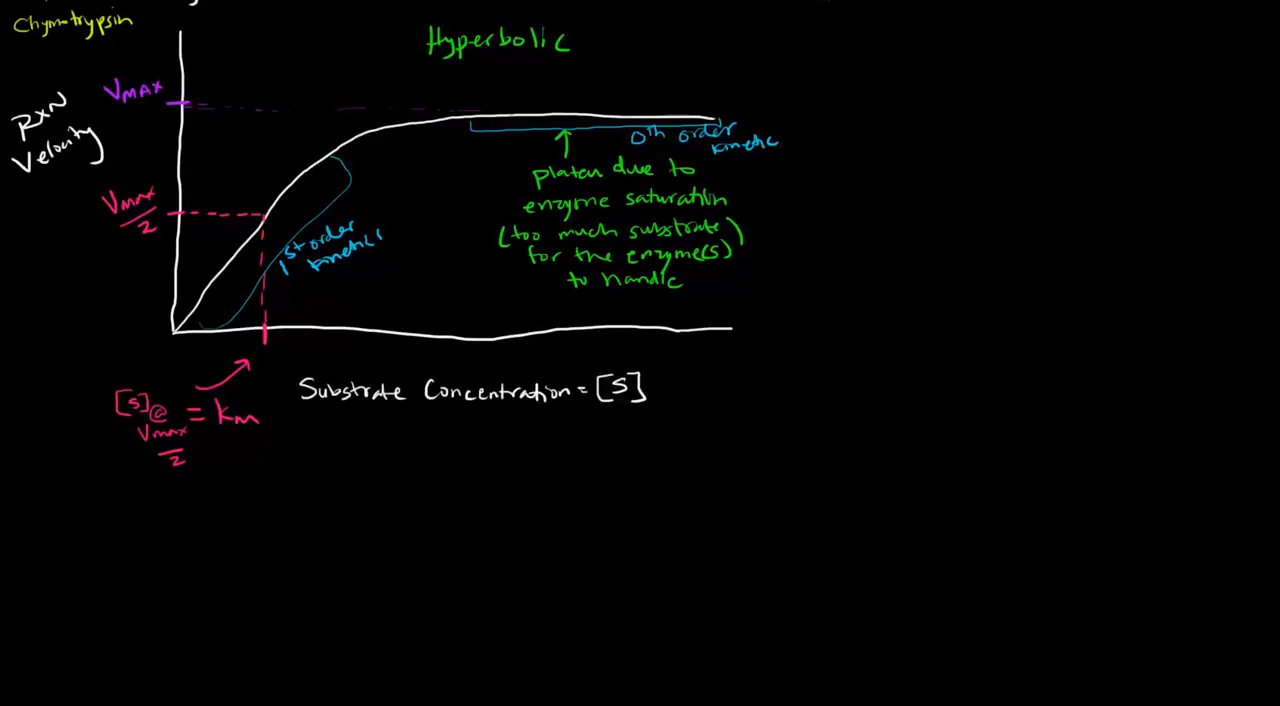 Chymotrypsin
Hyperbolic
VMAX
RXN
Velocity
Vmax
2
0th order
kinetic
platen due to
enzyme saturation
(too much substrate
for the enzyme(s))
to handle
1st order
kinetics
Substrate Concentration = [S]
[S]@ = km
Vmax
2